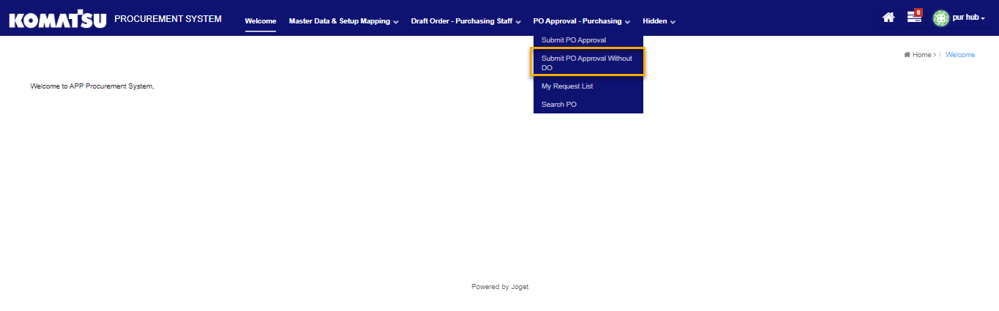 KOMATSU PROCUREMENT SYSTEM Welcome Master Data & Setup Mapping Draft Order - Purchasing Staff PO Approval - Purchasing Hidden 0 pur hub
Submit PO Approval
Submit PO Approval Without
DO
My Request List
Search PO
Home > / Welcome
Welcome to APP Procurement System,
Powered by Joget